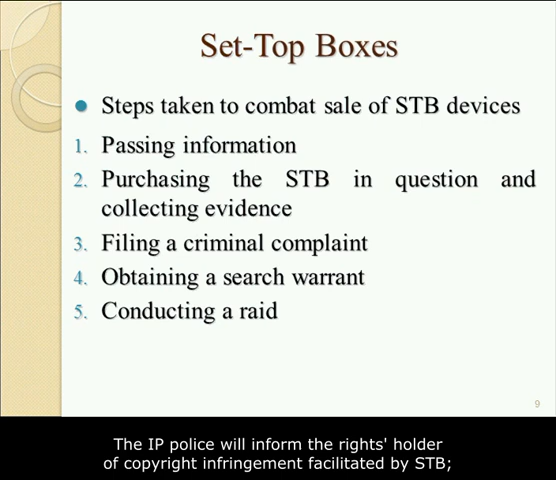 Set-Top Boxes
Steps taken to combat sale of STB devices
1. Passing information
2. Purchasing the STB in question and
collecting evidence
3. Filing a criminal complaint
4. Obtaining a search warrant
5. Conducting a raid
9
The IP police will inform the rights' holder
of copyright infringement facilitated by STB;